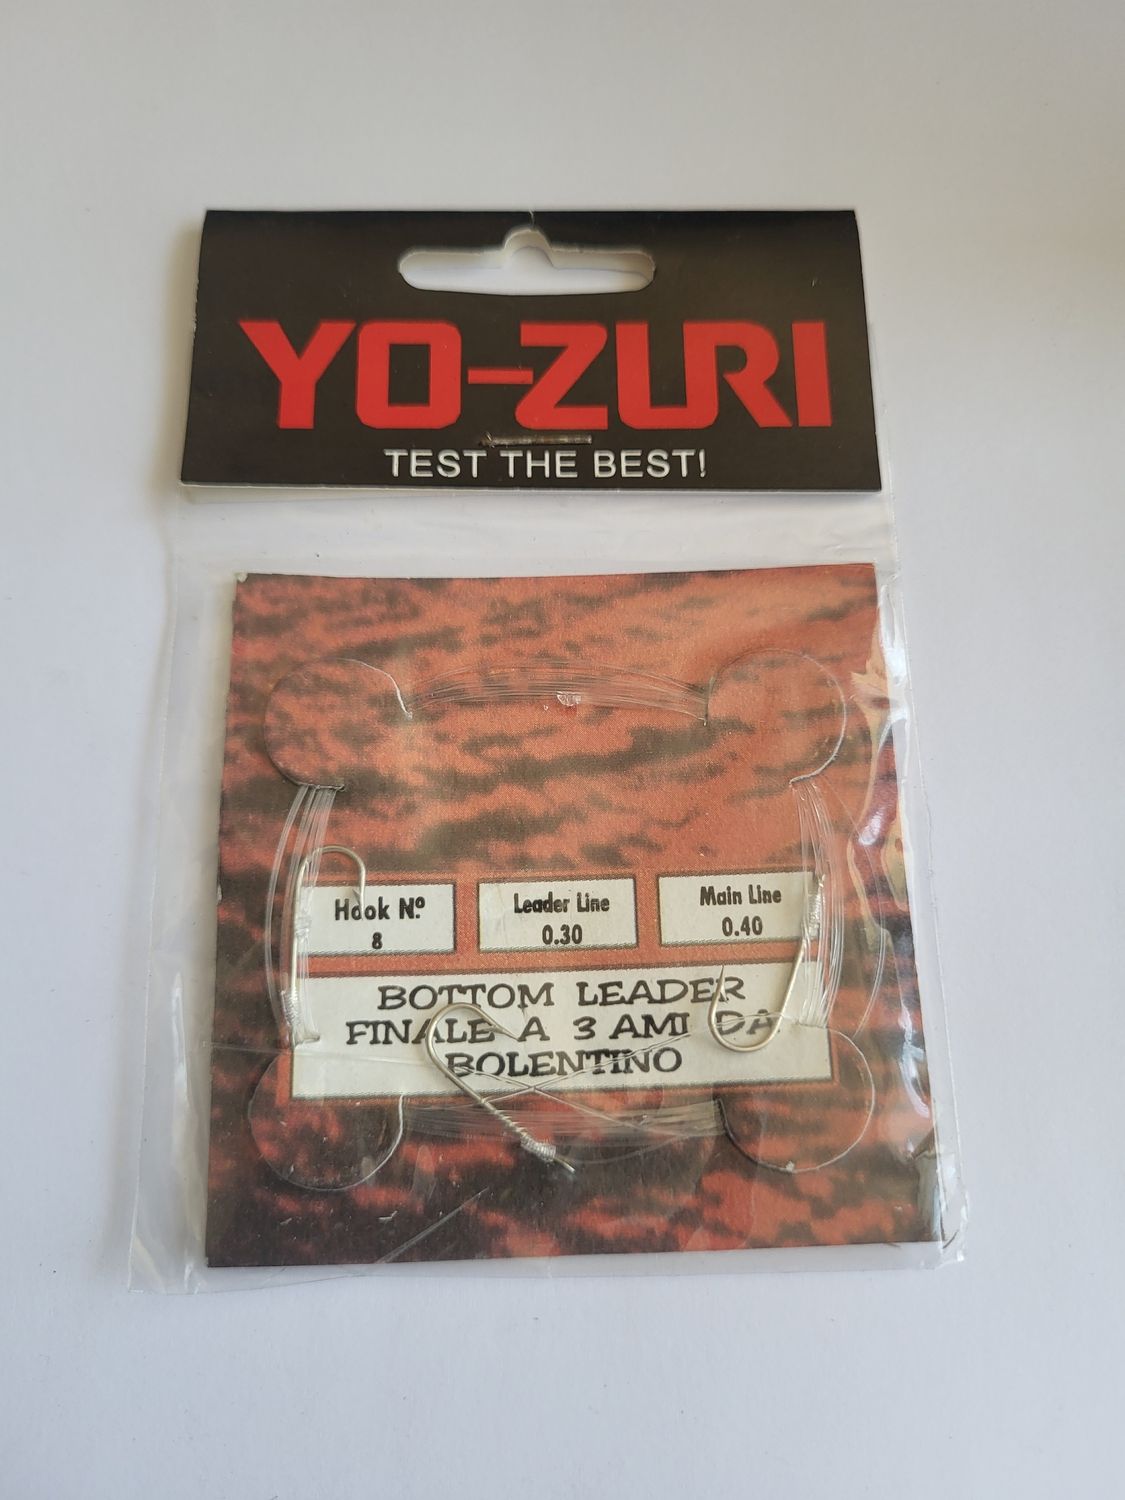 YO-ZURI
TEST THE BEST!
Hook N.º
8
Leader Line
0.30
Main Line
0.40
BOTTOM LEADER
FINALE A 3 AMI DA
BOLENTINO